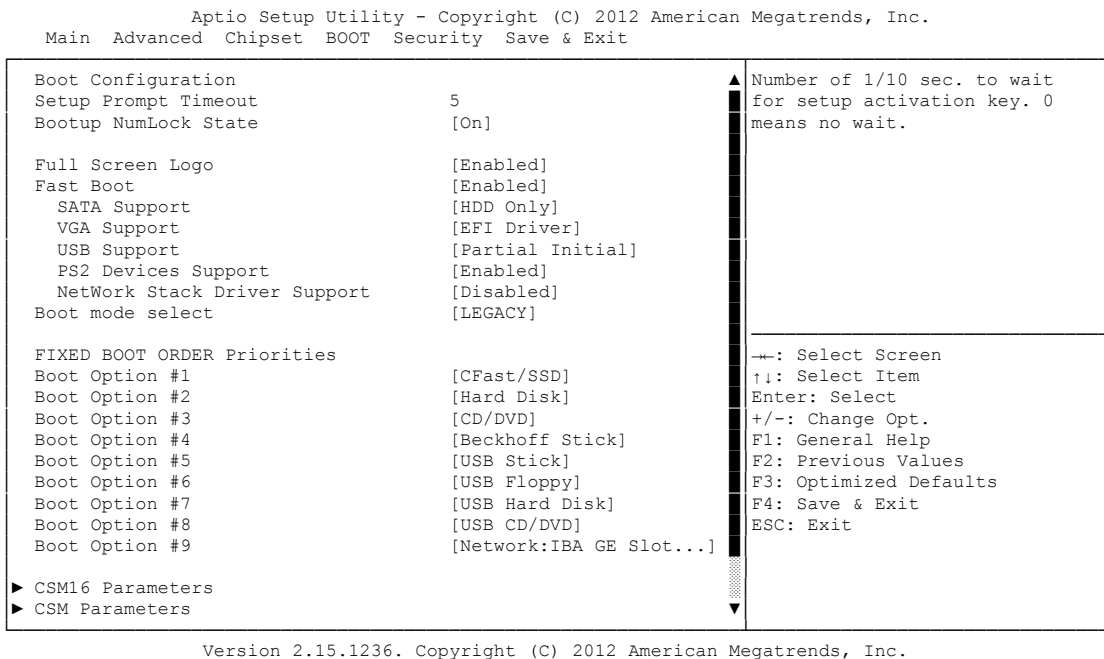 Aptio Setup Utility - Copyright (C) 2012 American Megatrends, Inc.
Main Advanced Chipset BOOT Security Save & Exit
Boot Configuration
Setup Prompt Timeout 5
Bootup NumLock State [On]
Full Screen Logo [Enabled]
Fast Boot [Enabled]
SATA Support [HDD Only]
VGA Support [EFI Driver]
USB Support [Partial Initial]
PS2 Devices Support [Enabled]
NetWork Stack Driver Support [Disabled]
Boot mode select [LEGACY]
FIXED BOOT ORDER Priorities
Boot Option #1 [CFast/SSD]
Boot Option #2 [Hard Disk]
Boot Option #3 [CD/DVD]
Boot Option #4 [Beckhoff Stick]
Boot Option #5 [USB Stick]
Boot Option #6 [USB Floppy]
Boot Option #7 [USB Hard Disk]
Boot Option #8 [USB CD/DVD]
Boot Option #9 [Network:IBA GE Slot...]
► CSM16 Parameters
► CSM Parameters
Number of 1/10 sec. to wait
for setup activation key. 0
means no wait.
→←: Select Screen
↑↓: Select Item
Enter: Select
+/-: Change Opt.
F1: General Help
F2: Previous Values
F3: Optimized Defaults
F4: Save & Exit
ESC: Exit
Version 2.15.1236. Copyright (C) 2012 American Megatrends, Inc.